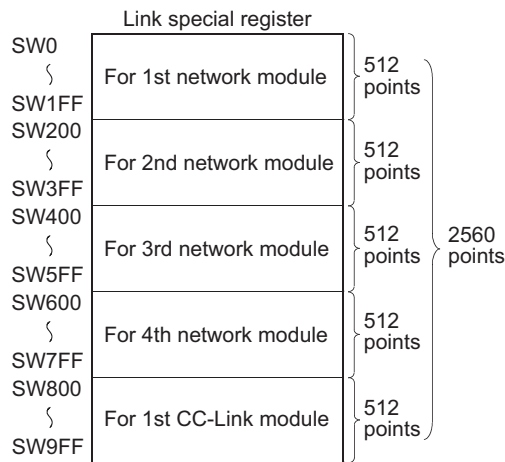 Link special register
SW0
SW1FF
For 1st network module
512
points
SW200
SW3FF
For 2nd network module
512
points
SW400
SW5FF
For 3rd network module
512
points
2560
points
SW600
SW7FF
For 4th network module
512
points
SW800
SW9FF
For 1st CC-Link module
512
points